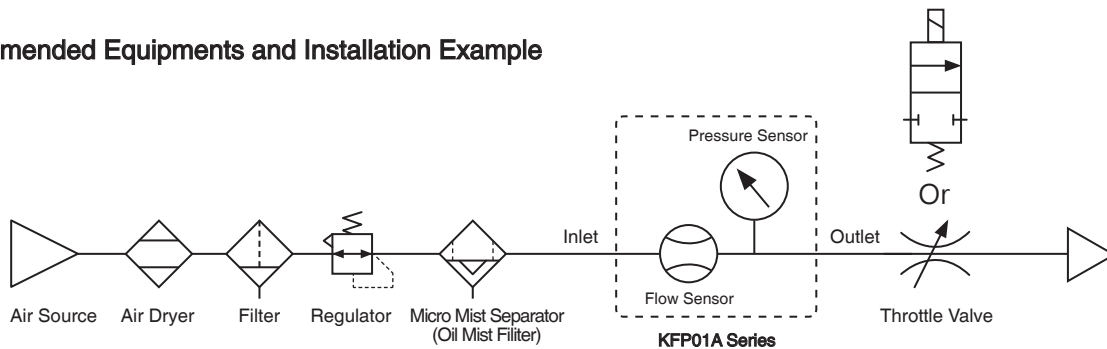 mended Equipments and Installation Example
Pressure Sensor
Or
Inlet
Outlet
Flow Sensor
Air Source
Air Dryer
Filter
Regulator
Micro Mist Separator
(Oil Mist Filiter)
Throttle Valve
KFP01A Series